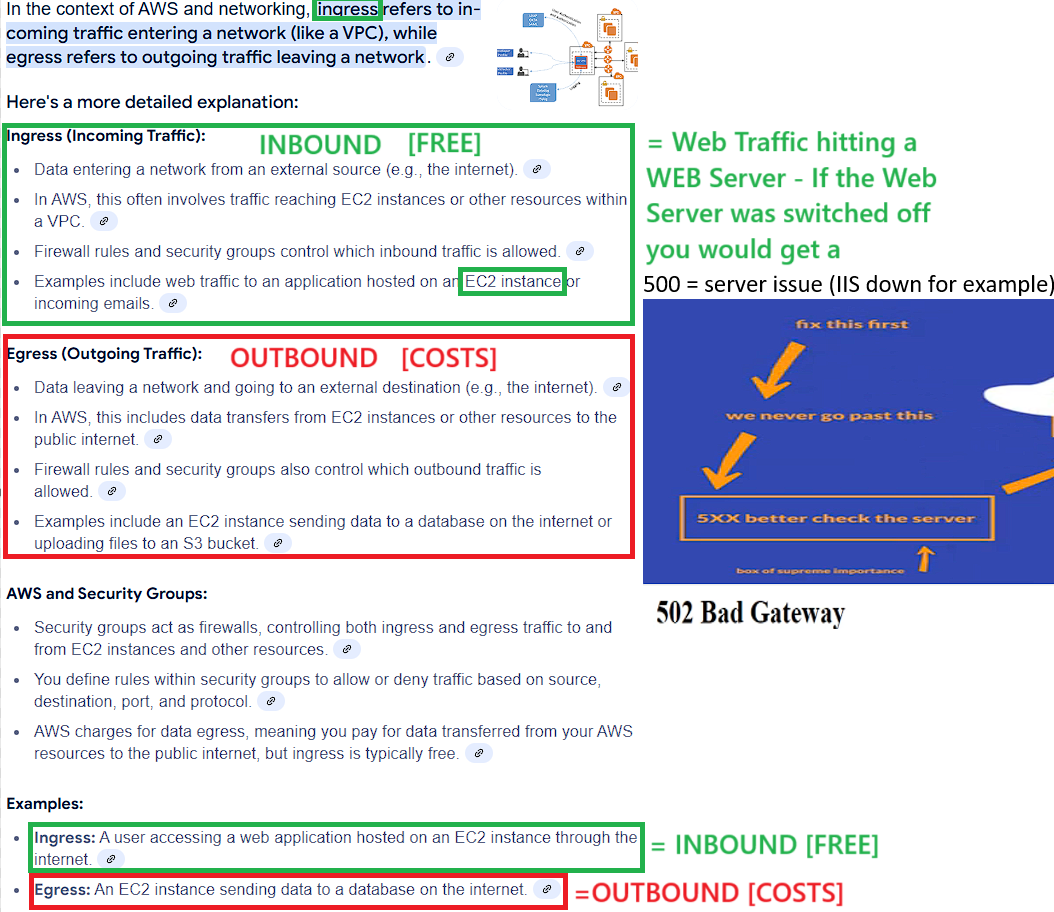 In the context of AWS and networking, ingress refers to in-
coming traffic entering a network (like a VPC), while
egress refers to outgoing traffic leaving a network.
Here's a more detailed explanation:
Ingress (Incoming Traffic):
INBOUND [FREE]
Data entering a network from an external source (e.g., the internet).
In AWS, this often involves traffic reaching EC2 instances or other resources within
a VPC.
Firewall rules and security groups control which inbound traffic is allowed.
Examples include web traffic to an application hosted on an EC2 instance or
incoming emails.
= Web Traffic hitting a
WEB Server - If the Web
Server was switched off
you would get a
500 = server issue (IIS down for example)
fix this first
we never go past this
5XX better check the server
box of supreme importance
502 Bad Gateway
Egress (Outgoing Traffic):
OUTBOUND [COSTS]
Data leaving a network and going to an external destination (e.g., the internet).
In AWS, this includes data transfers from EC2 instances or other resources to the
public internet.
Firewall rules and security groups also control which outbound traffic is
allowed.
Examples include an EC2 instance sending data to a database on the internet or
uploading files to an S3 bucket.
AWS and Security Groups:
Security groups act as firewalls, controlling both ingress and egress traffic to and
from EC2 instances and other resources.
You define rules within security groups to allow or deny traffic based on source,
destination, port, and protocol.
AWS charges for data egress, meaning you pay for data transferred from your AWS
resources to the public internet, but ingress is typically free.
Examples:
Ingress: A user accessing a web application hosted on an EC2 instance through the
internet.
= INBOUND [FREE]
Egress: An EC2 instance sending data to a database on the internet.
=OUTBOUND [COSTS]